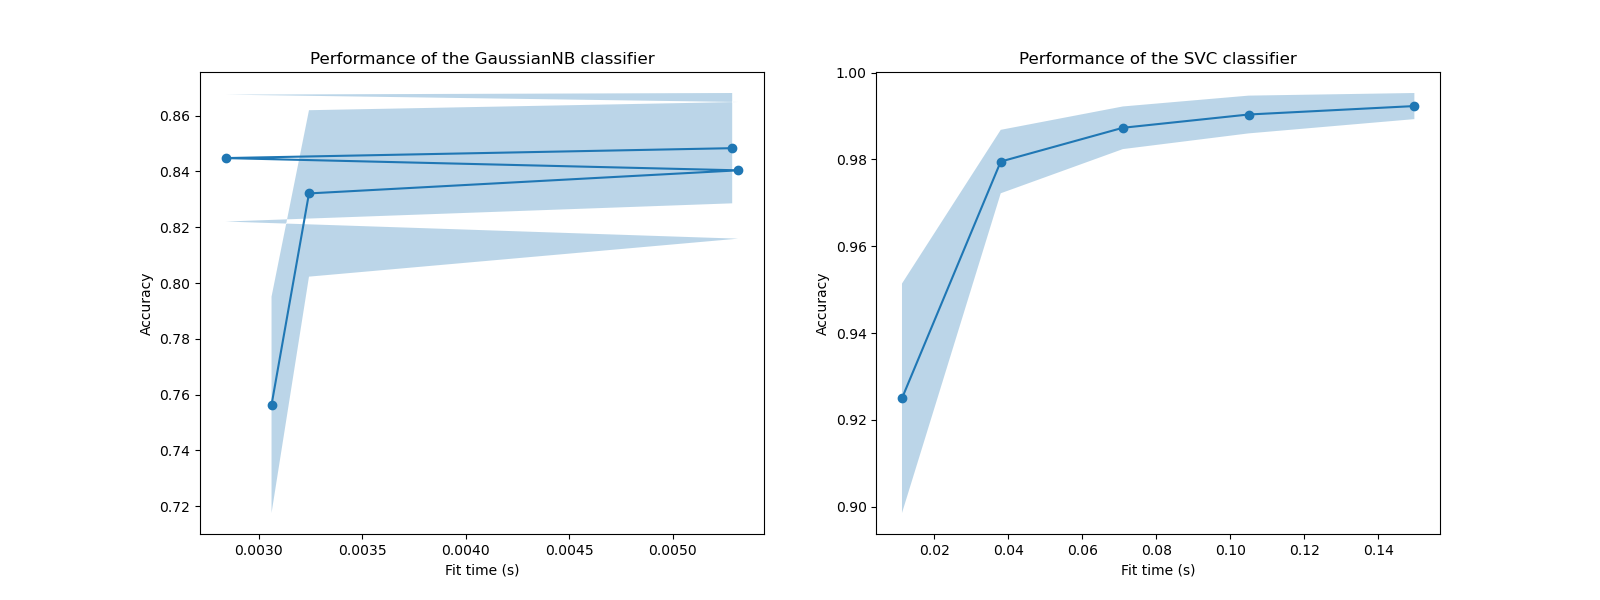 Performance of the GaussianNB classifier
0.86
0.84
0.82
0.80
0.78
0.76
0.74
0.72
Accuracy
0.0030 0.0035 0.0040 0.0045 0.0050
Fit time (s)
Performance of the SVC classifier
1.00
0.98
0.96
0.94
0.92
0.90
Accuracy
0.02 0.04 0.06 0.08 0.10 0.12 0.14
Fit time (s)